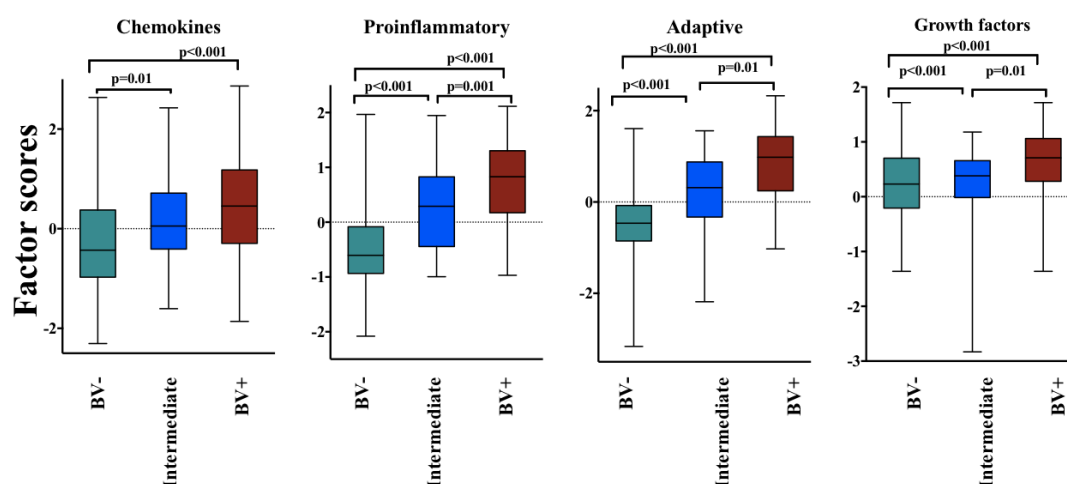 Chemokines
p<0.001
p=0.01
Factor scores
2
0
-2
BV-
Intermediate
BV+
Proinflammatory
p<0.001
p<0.001
p=0.001
2
1
0
-1
-2
BV-
Intermediate
BV+
Adaptive
p<0.001
p=0.01
p<0.001
2
0
-2
BV-
Intermediate
BV+
Growth factors
p<0.001
p<0.001
p=0.01
2
1
0
1
2
-3
BV-
Intermediate
BV+